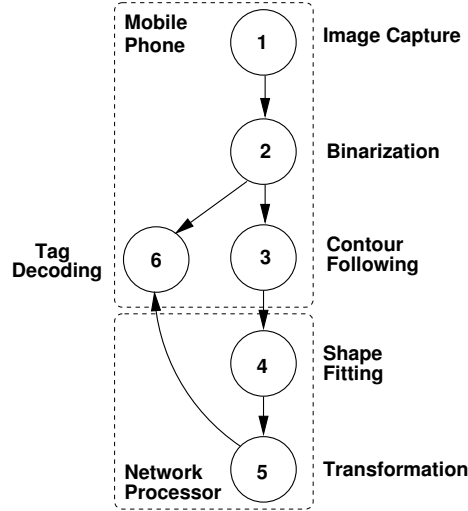 Mobile
Phone
1
Image Capture
2
Binarization
Tag
Decoding
6
3
Contour
Following
4
Shape
Fitting
Network
Processor
5
Transformation